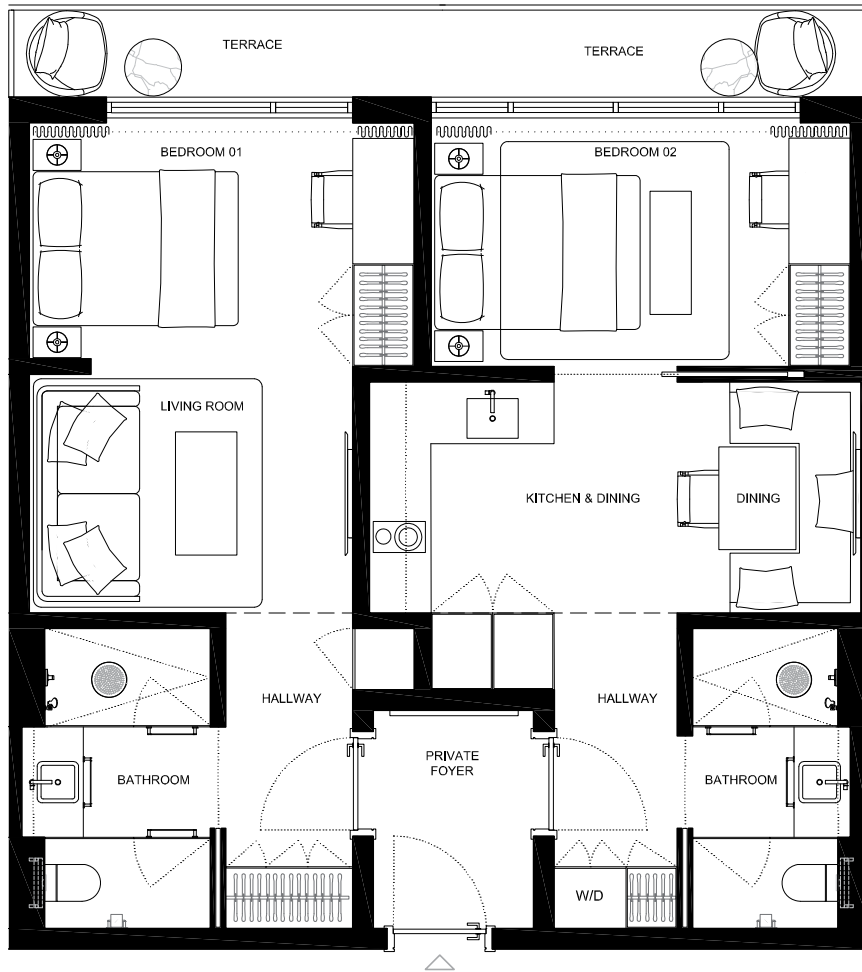 TERRACE
TERRACE
BEDROOM 01
BEDROOM 02
LIVING ROOM
KITCHEN & DINING
DINING
HALLWAY
HALLWAY
PRIVATE
FOYER
BATHROOM
BATHROOM
W/D